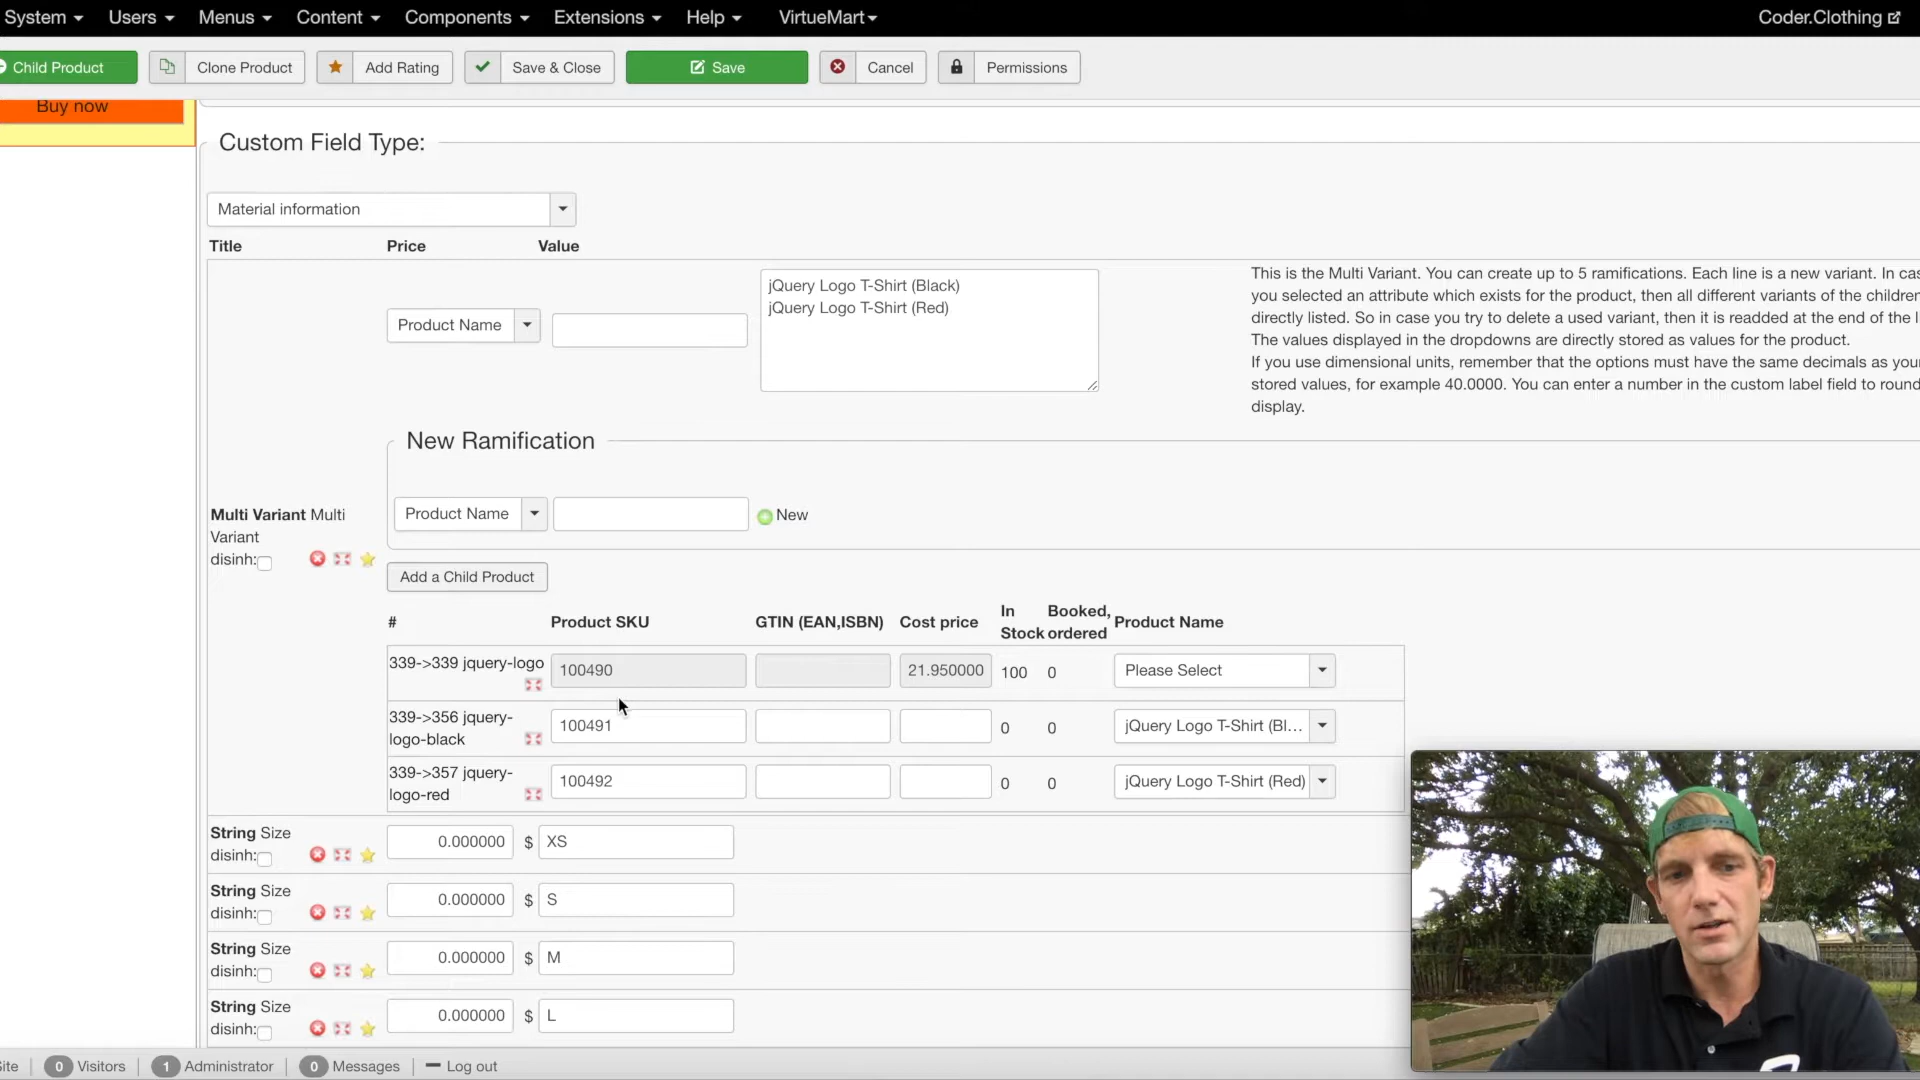 System Users Menus Content Components Extensions Help VirtueMart Coder.Clothing
Child Product Clone Product Add Rating Save & Close Save Cancel Permissions
Buy now
Custom Field Type:
Material information
Title Price Value
Product Name
jQuery Logo T-Shirt (Black)
jQuery Logo T-Shirt (Red)
This is the Multi Variant. You can create up to 5 ramifications. Each line is a new variant. In cas
you selected an attribute which exists for the product, then all different variants of the children
directly listed. So in case you try to delete a used variant, then it is readded at the end of the l
The values displayed in the dropdowns are directly stored as values for the product.
If you use dimensional units, remember that the options must have the same decimals as you
stored values, for example 40.0000. You can enter a number in the custom label field to round
display.
New Ramification
Product Name New
Multi Variant Multi
Variant
disinh:
Add a Child Product
# Product SKU GTIN (EAN,ISBN) Cost price In Stock Booked, ordered Product Name
339->339 jquery-logo 100490 21.950000 100 0 Please Select
339->356 jquery-
logo-black 100491 0 0 jQuery Logo T-Shirt (Bl...
339->357 jquery-
logo-red 100492 0 0 jQuery Logo T-Shirt (Red)
String Size
disinh: 0.000000 $ XS
String Size
disinh: 0.000000 $ S
String Size
disinh: 0.000000 $ M
String Size
disinh: 0.000000 $ L
ite 0 Visitors 1 Administrator 0 Messages Log out